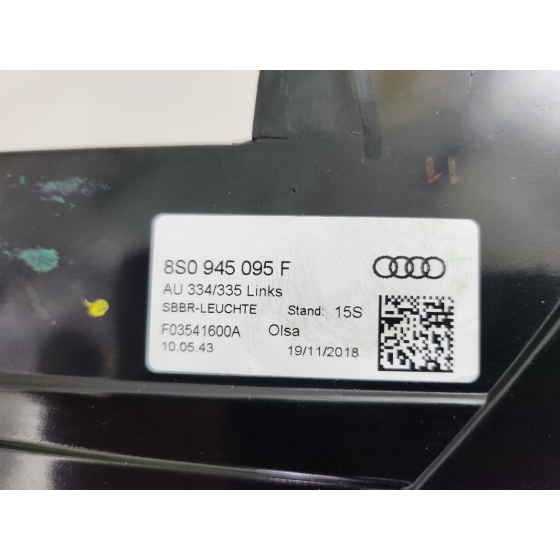 8S0 945 095 F
AU 334/335 Links
SBBR-LEUCHTE Stand: 15S
F03541600A Olsa
10.05.43 19/11/2018